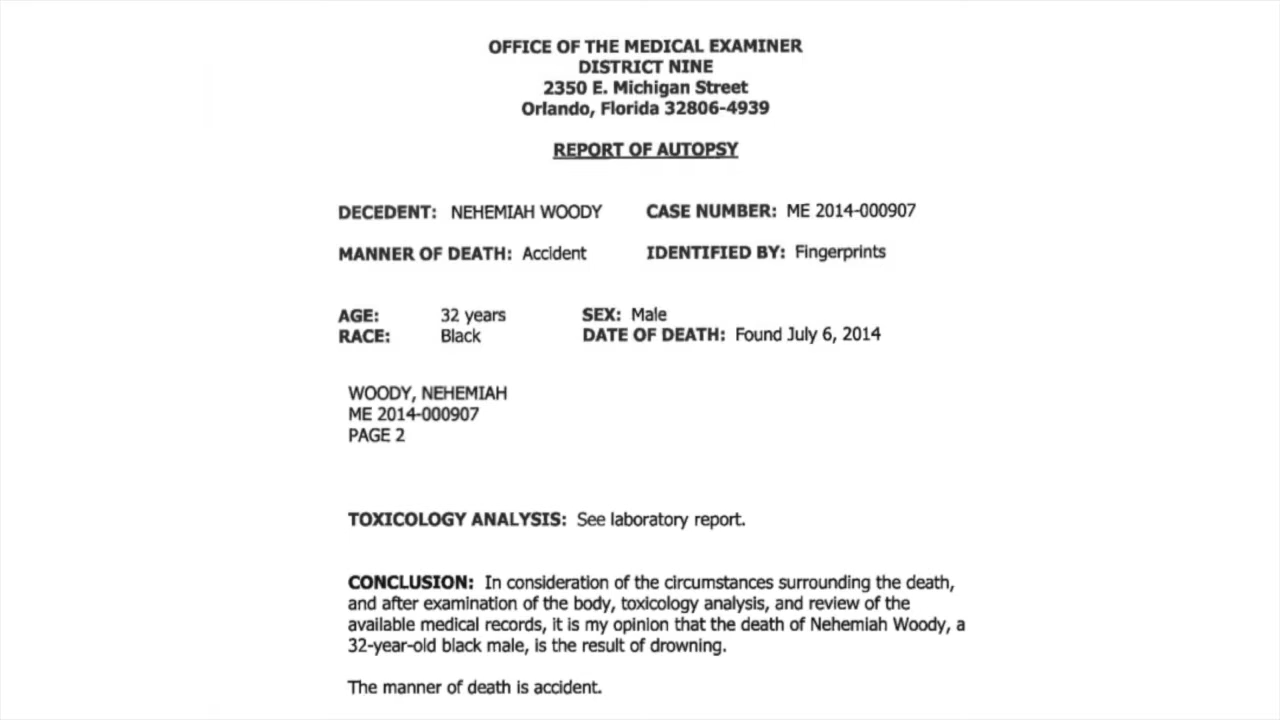 OFFICE OF THE MEDICAL EXAMINER
DISTRICT NINE
2350 E. Michigan Street
Orlando, Florida 32806-4939
REPORT OF AUTOPSY
DECEDENT: NEHEMIAH WOODY CASE NUMBER: ME 2014-000907
MANNER OF DEATH: Accident IDENTIFIED BY: Fingerprints
AGE: 32 years SEX: Male
RACE: Black DATE OF DEATH: Found July 6, 2014
WOODY, NEHEMIAH
ME 2014-000907
PAGE 2
TOXICOLOGY ANALYSIS: See laboratory report.
CONCLUSION: In consideration of the circumstances surrounding the death,
and after examination of the body, toxicology analysis, and review of the
available medical records, it is my opinion that the death of Nehemiah Woody, a
32-year-old black male, is the result of drowning.
The manner of death is accident.